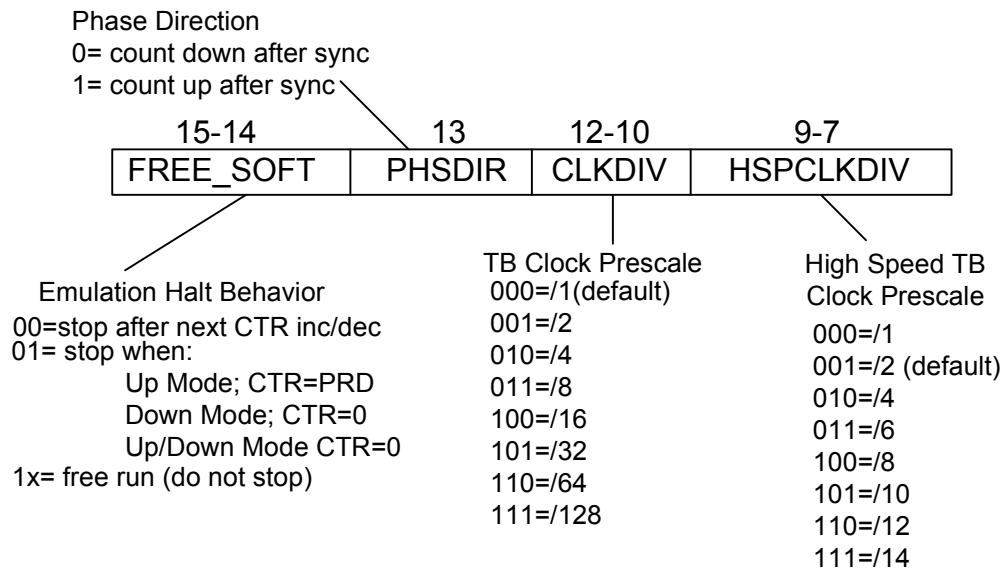 Phase Direction
0= count down after sync
1= count up after sync
15-14 13 12-10 9-7
FREE_SOFT PHSDIR CLKDIV HSPCLKDIV
Emulation Halt Behavior
00=stop after next CTR inc/dec
01= stop when:
Up Mode; CTR=PRD
Down Mode; CTR=0
Up/Down Mode CTR=0
1x= free run (do not stop)
TB Clock Prescale
000=/1(default)
001=/2
010=/4
011=/8
100=/16
101=/32
110=/64
111=/128
High Speed TB
Clock Prescale
000=/1
001=/2 (default)
010=/4
011=/6
100=/8
101=/10
110=/12
111=/14